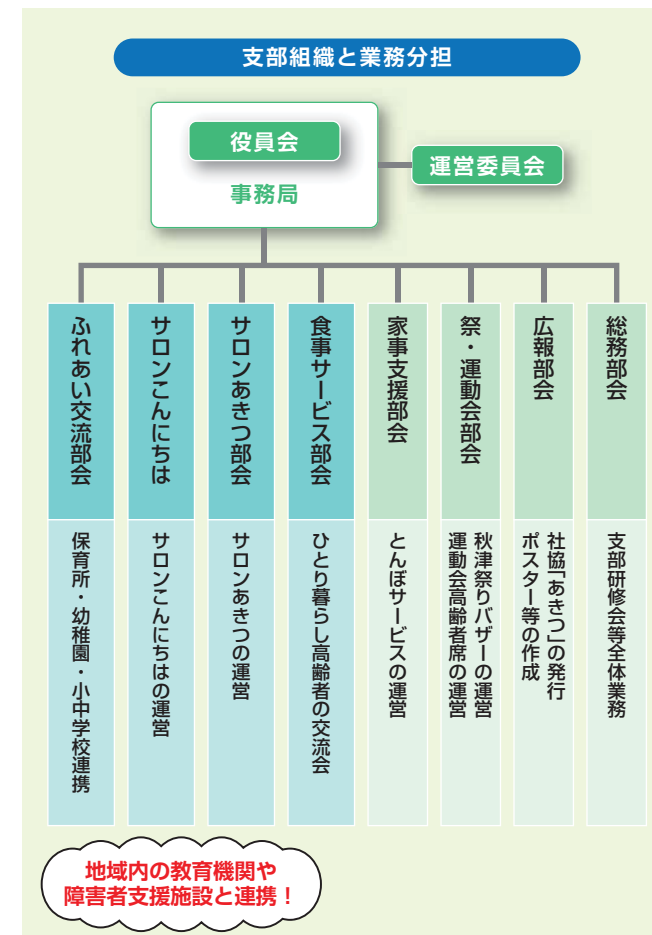 支部組織と業務分担
役員会
事務局
運営委員会
総務部会
支部研修会等全体業務
広報部会
社協「あきつ」の発行
ポスター等の作成
祭・運動会部会
秋津祭りバザーの運営
運動会高齢者席の運営
家事支援部会
とんぼサービスの運営
食事サービス部会
ひとり暮らし高齢者の交流会
サロンあきつ部会
サロンあきつの運営
サロンこんにちは
サロンこんにちはの運営
ふれあい交流部会
保育所・幼稚園・小中学校連携
地域内の教育機関や
障害者支援施設と連携！